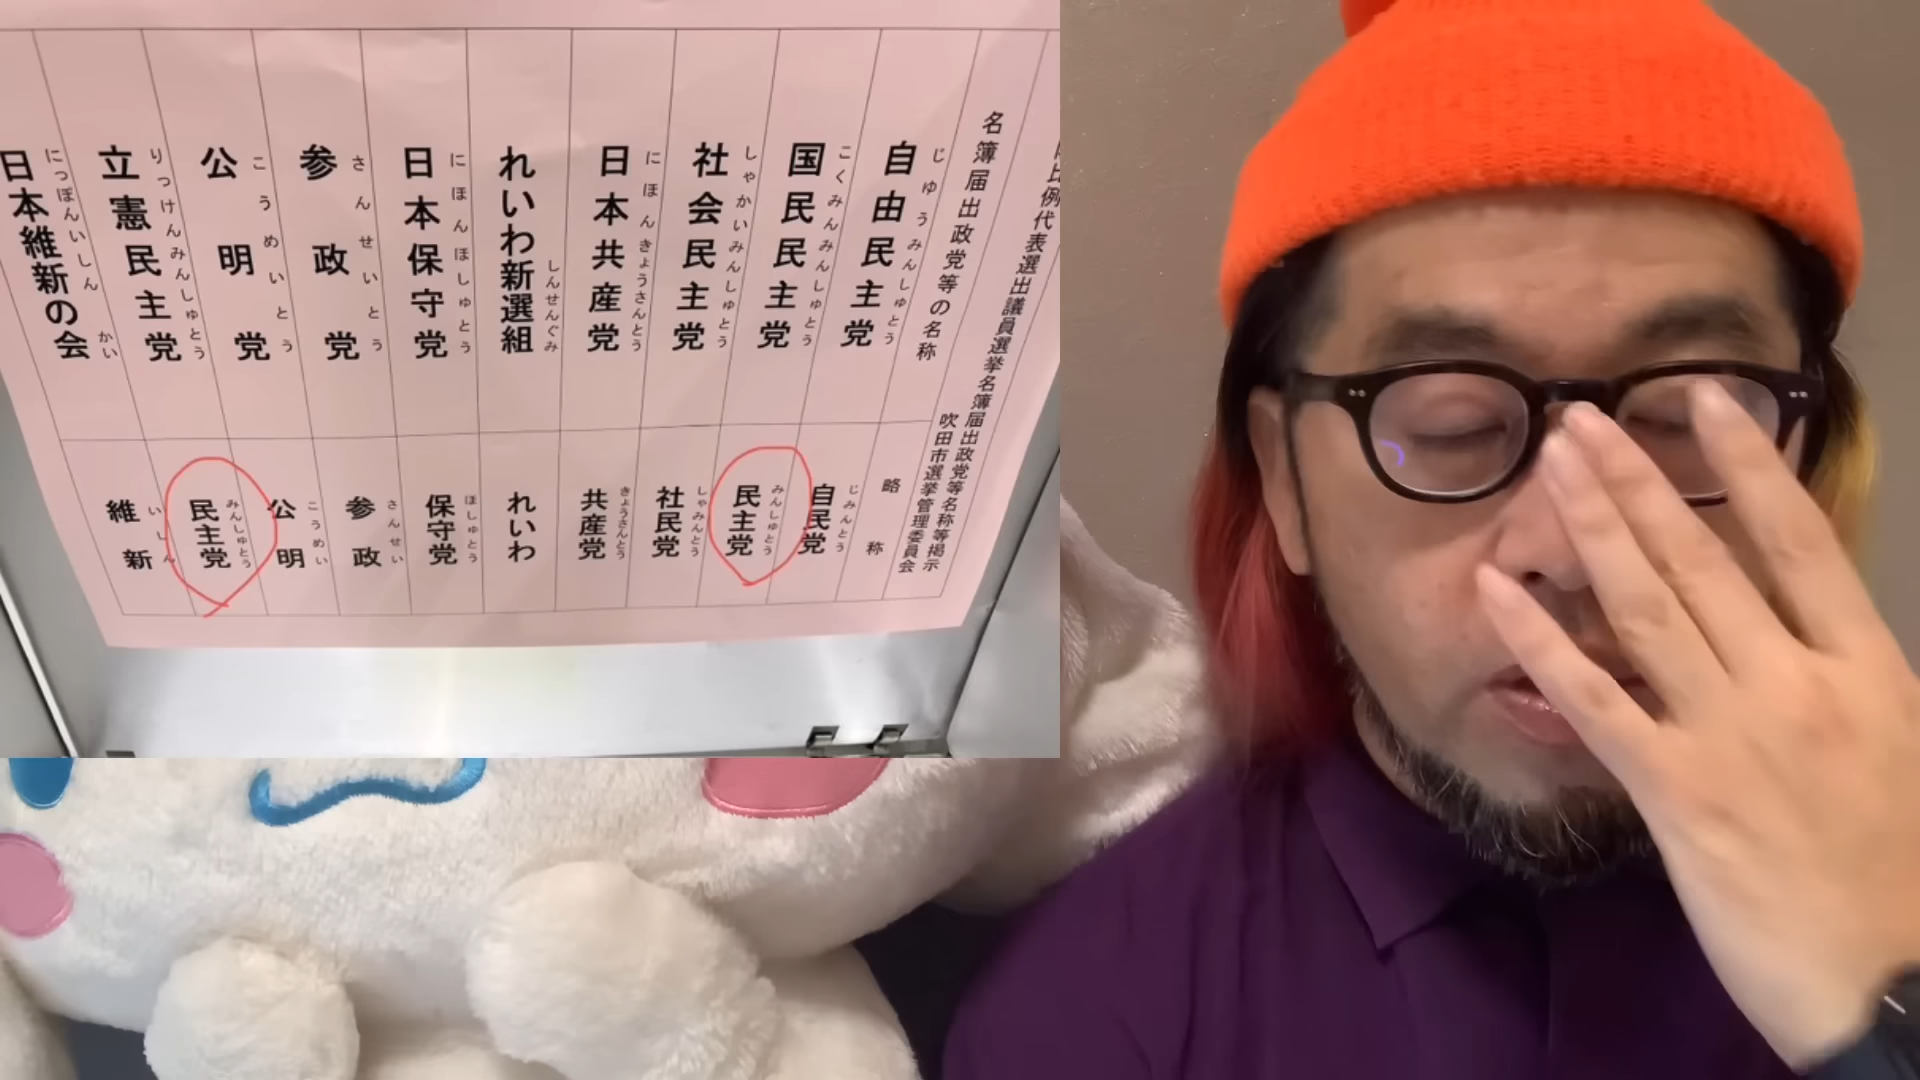 比例代表選出議員選挙名簿届出政党等名称等掲示
吹田市選挙管理委員会
名簿届出政党等の名称
略称
自由民主党
じゆうみんしゅとう
自民党
じみんとう
国民民主党
こくみんみんしゅとう
民主党
みんしゅとう
社会民主党
しゃかいみんしゅとう
社民党
しゃみんとう
日本共産党
にほんきょうさんとう
共産党
きょうさんとう
れいわ新選組
しんせんぐみ
れいわ
日本保守党
にほんほしゅとう
保守党
ほしゅとう
参政党
さんせいとう
参政
さんせい
公明党
こうめいとう
公明
こうめい
立憲民主党
りっけんみんしゅとう
民主党
みんしゅとう
日本維新の会
にっぽんいしん かい
維新
いしん